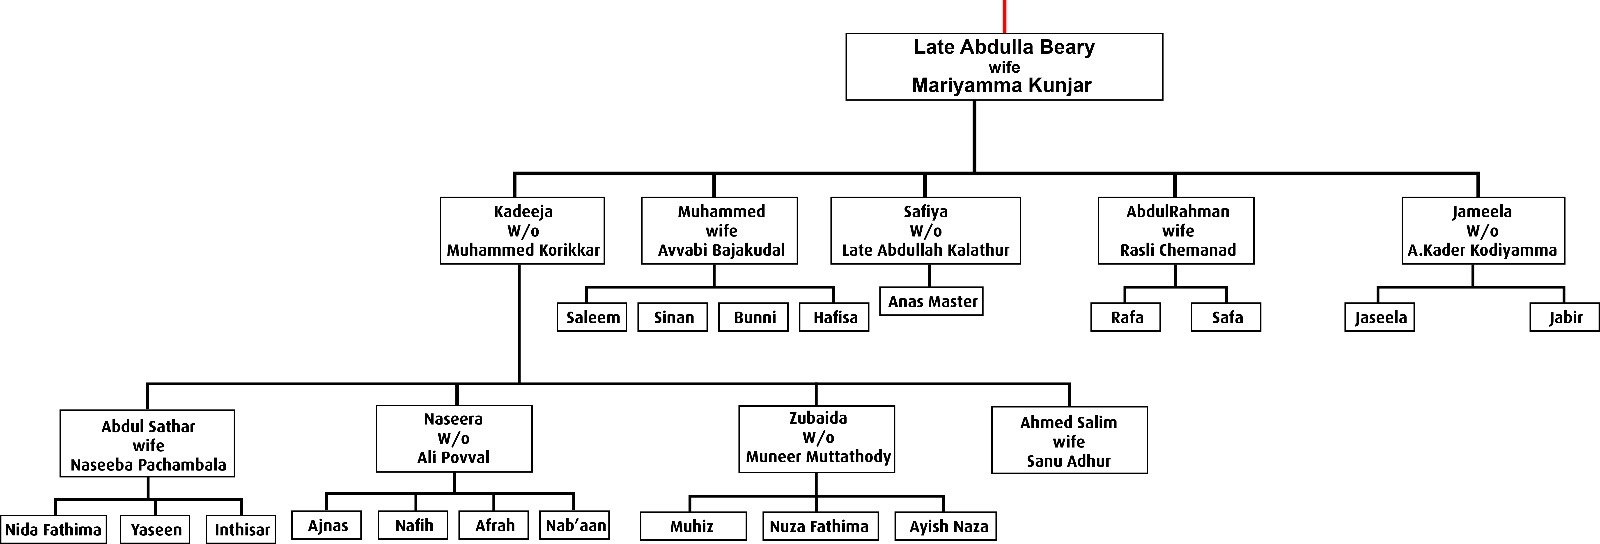 Late Abdulla Beary
wife
Mariyamma Kunjar
Kadeeja
W/o
Muhammed Korikkar
Muhammed
wife
Avvabi Bajakudal
Safiya
W/o
Late Abdullah Kalathur
AbdulRahman
wife
Rasli Chemanad
Jameela
W/o
A.Kader Kodiyamma
Saleem
Sinan
Bunni
Hafisa
Anas Master
Rafa
Safa
Jaseela
Jabir
Abdul Sathar
wife
Naseeba Pachambala
Naseera
W/o
Ali Povval
Zubaida
W/o
Muneer Muttathody
Ahmed Salim
wife
Sanu Adhur
Nida Fathima
Yaseen
Inthisar
Ajnas
Nafih
Afrah
Nab'aan
Muhiz
Nuza Fathima
Ayish Naza